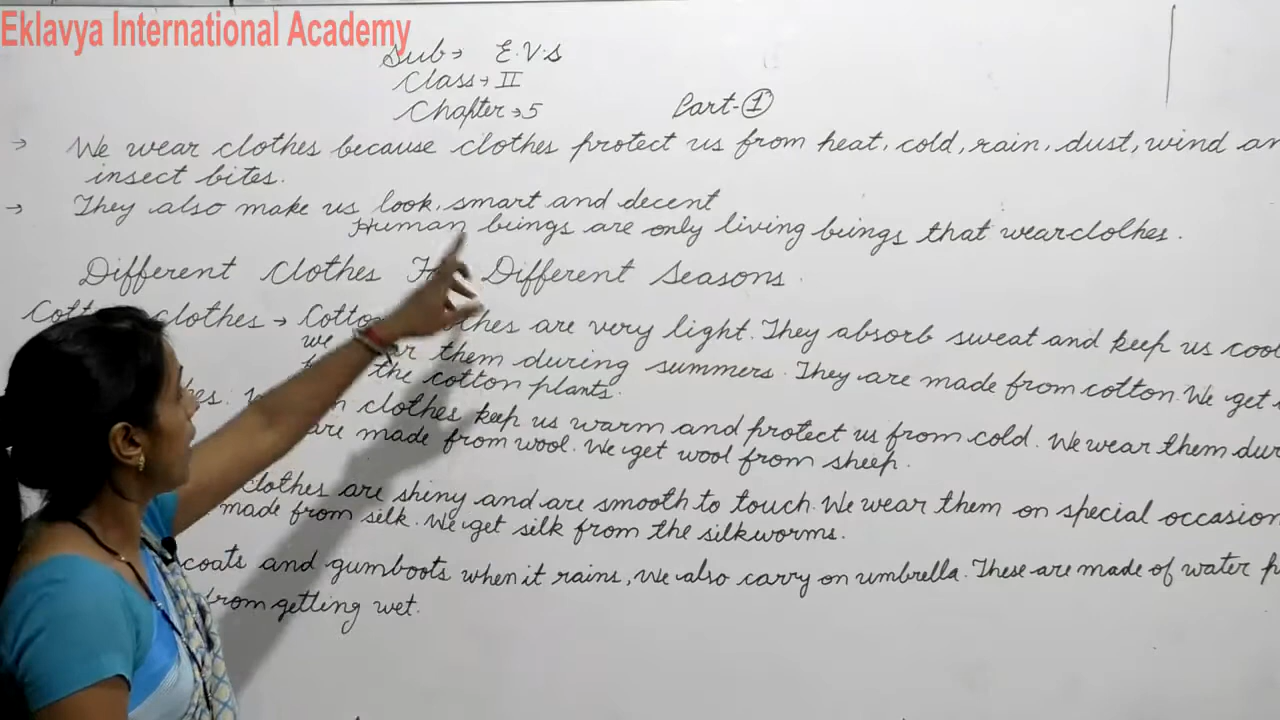 Eklavya International Academy
Sub → E.V.S
Class → II
Chapter → 5
Part-①
→ We wear clothes because clothes protect us from heat, cold, rain, dust, wind an
insect bites.
→ They also make us look, smart and decent
Human beings are only living beings that wear clothes.
Different Clothes Different Seasons.
clothes → are very light. They absorb sweat and keep us cool
we them during summers. They are made from cotton. We get
the cotton plants.
clothes keep us warm and protect us from cold. We wear them dur
are made from wool. We get wool from sheep.
clothes are shiny and are smooth to touch. We wear them on special occasion
made from silk. We get silk from the silkworms.
coats and gumboots when it rains, We also carry on umbrella. These are made of water p
from getting wet.